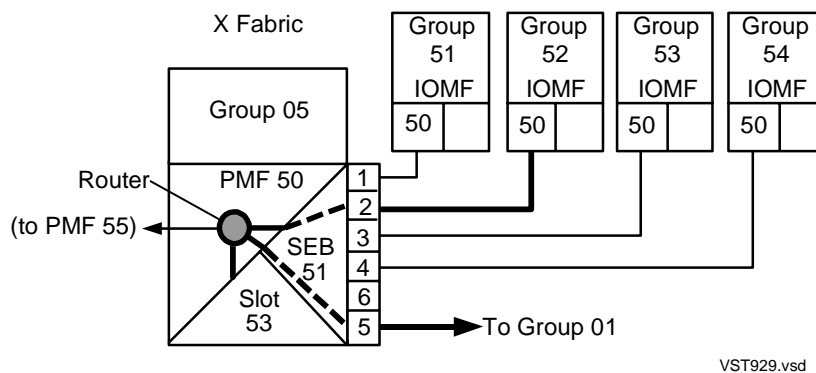 X Fabric
Group
51
IOMF
50
Group
52
IOMF
50
Group
53
IOMF
50
Group
54
IOMF
50
Group 05
PMF 50
Router
(to PMF 55)
SEB
51
Slot
53
1
2
3
4
6
5
To Group 01
VST929.vsd